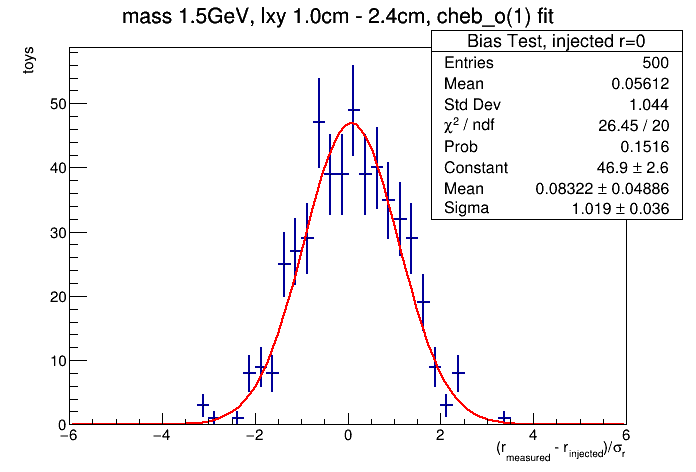 mass 1.5GeV, lxy 1.0cm - 2.4cm, cheb_o(1) fit
toys
Bias Test, injected r=0
Entries 500
Mean 0.05612
Std Dev 1.044
χ² / ndf 26.45 / 20
Prob 0.1516
Constant 46.9 ± 2.6
Mean 0.08322 ± 0.04886
Sigma 1.019 ± 0.036
50
40
30
20
10
0
−6 −4 −2 0 2 4 6
(r_measured - r_injected)/σ_r